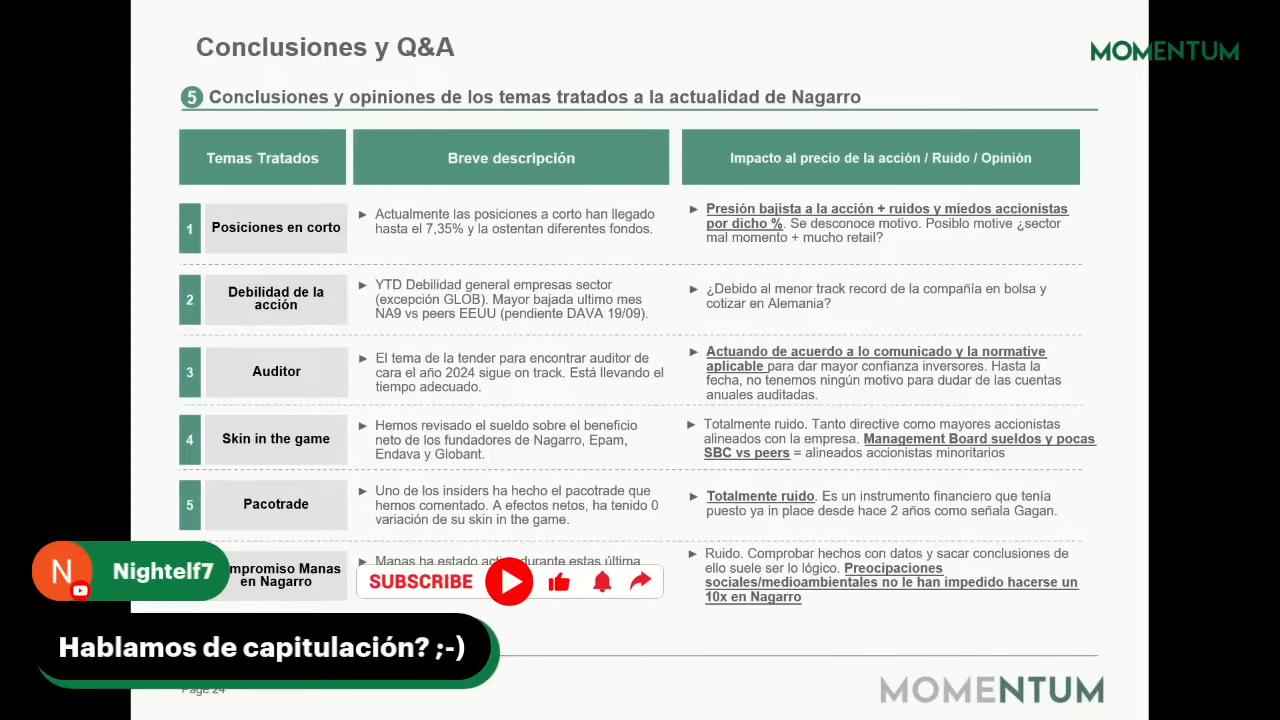 Conclusiones y Q&A
MOMENTUM
5 Conclusiones y opiniones de los temas tratados a la actualidad de Nagarro
Temas Tratados
Breve descripción
Impacto al precio de la acción / Ruido / Opinión
1
Posiciones en corto
► Actualmente las posiciones a corto han llegado
hasta el 7,35% y la ostentan diferentes fondos.
► Presión bajista a la acción + ruidos y miedos accionistas
por dicho %. Se desconoce motivo. Posiblo motive ¿sector
mal momento + mucho retail?
2
Debilidad de la
acción
► YTD Debilidad general empresas sector
(excepción GLOB). Mayor bajada ultimo mes
NA9 vs peers EEUU (pendiente DAVA 19/09).
► ¿Debido al menor track record de la compañía en bolsa y
cotizar en Alemania?
3
Auditor
► El tema de la tender para encontrar auditor de
cara el año 2024 sigue on track. Está llevando el
tiempo adecuado.
► Actuando de acuerdo a lo comunicado y la normative
aplicable para dar mayor confianza inversores. Hasta la
fecha, no tenemos ningún motivo para dudar de las cuentas
anuales auditadas.
4
Skin in the game
► Hemos revisado el sueldo sobre el beneficio
neto de los fundadores de Nagarro, Epam,
Endava y Globant.
► Totalmente ruido. Tanto directive como mayores accionistas
alineados con la empresa. Management Board sueldos y pocas
SBC vs peers = alineados accionistas minoritarios
5
Pacotrade
► Uno de los insiders ha hecho el pacotrade que
hemos comentado. A efectos netos, ha tenido 0
variación de su skin in the game.
► Totalmente ruido. Es un instrumento financiero que tenía
puesto ya in place desde hace 2 años como señala Gagan.
mpromiso Manas
en Nagarro
► Manas ha estado activo durante estas última
► Ruido. Comprobar hechos con datos y sacar conclusiones de
ello suele ser lo lógico. Preocipaciones
sociales/medioambientales no le han impedido hacerse un
10x en Nagarro
N
Nightelf7
SUBSCRIBE
Hablamos de capitulación? ;-)
Page 24
MOMENTUM